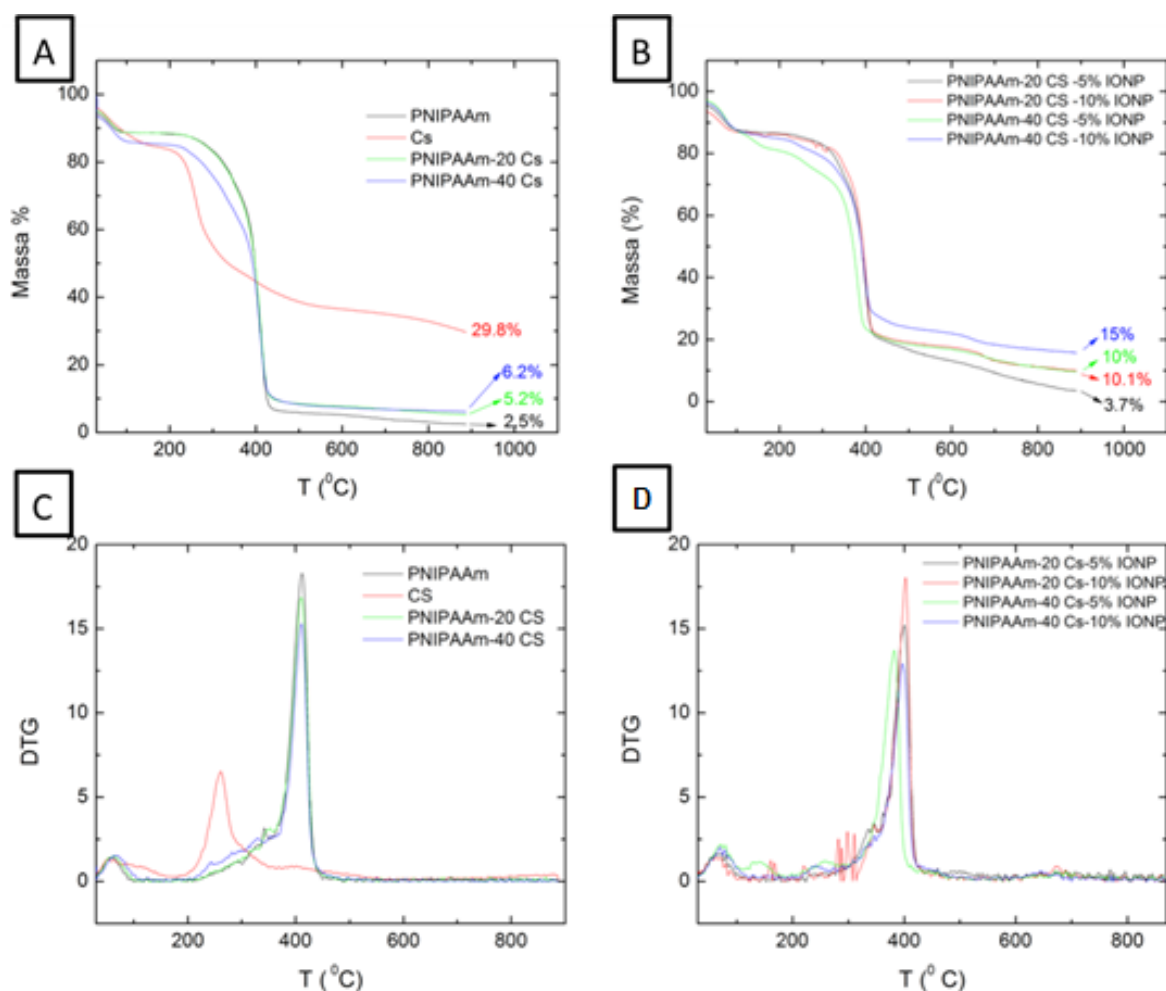 A
100
80
60
40
20
0
Massa %
PNIPAAm
Cs
PNIPAAm-20 Cs
PNIPAAm-40 Cs
29.8%
6.2%
5.2%
2.5%
200 400 600 800 1000
T (⁰C)
B
100
80
60
40
20
0
Massa (%)
PNIPAAm-20 CS -5% IONP
PNIPAAm-20 CS -10% IONP
PNIPAAm-40 CS -5% IONP
PNIPAAm-40 CS -10% IONP
15%
10%
10.1%
3.7%
200 400 600 800 1000
T (⁰C)
C
20
15
10
5
0
DTG
PNIPAAm
CS
PNIPAAm-20 CS
PNIPAAm-40 CS
200 400 600 800
T (⁰C)
D
20
15
10
5
0
DTG
PNIPAAm-20 Cs-5% IONP
PNIPAAm-20 Cs-10% IONP
PNIPAAm-40 Cs-5% IONP
PNIPAAm-40 Cs-10% IONP
200 400 600 800
T (⁰ C)